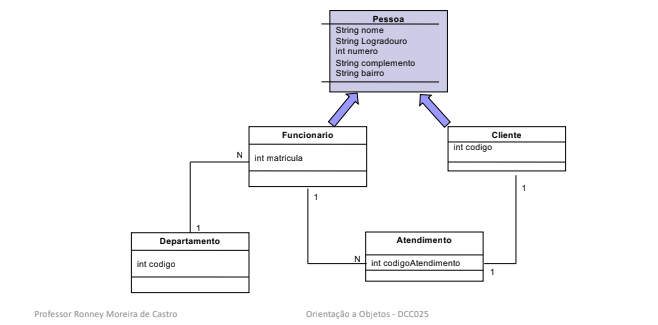 Pessoa
String nome
String Logradouro
int numero
String complemento
String bairro
Funcionario
int matricula
Cliente
int codigo
N
1
1
1
Departamento
int codigo
Atendimento
N
int codigoAtendimento
1
Professor Ronney Moreira de Castro
Orientação a Objetos - DCC025